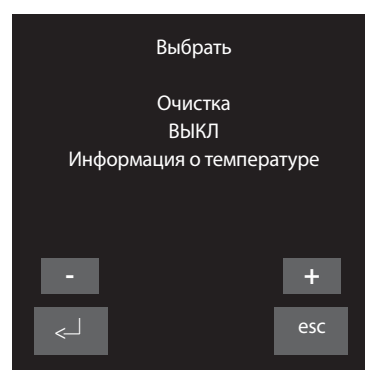 Выбрать
Очистка
ВЫКЛ
Информация о температуре
- +
esc